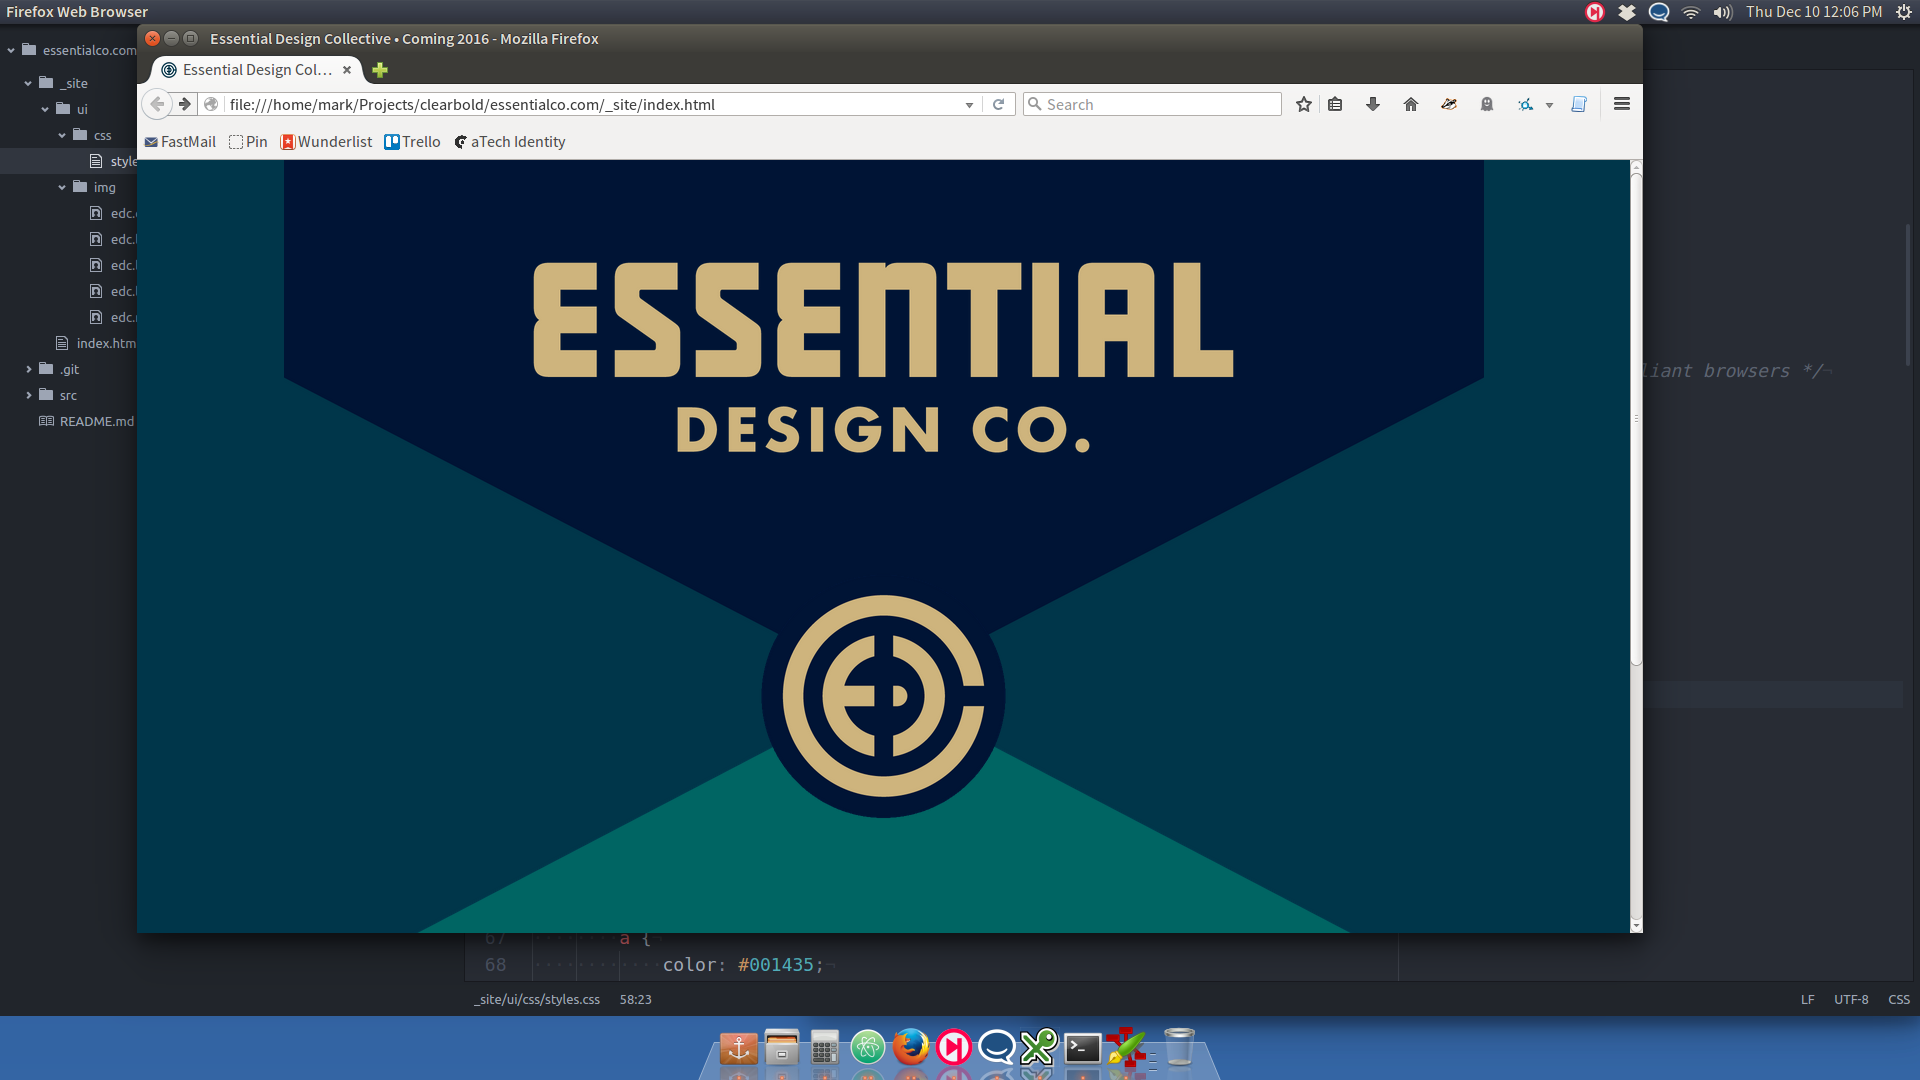 Firefox Web Browser
Thu Dec 10 12:06 PM
Essential Design Collective • Coming 2016 - Mozilla Firefox
Essential Design Col...
file:///home/mark/Projects/clearbold/essentialco.com/_site/index.html
Search
FastMail
Pin
Wunderlist
Trello
aTech Identity
essentialco.com
_site
ui
css
style
img
edc.
edc.
edc.
edc.
edc.
index.htm
.git
src
README.md
ESSENTIAL
DESIGN CO.
EDC
liant browsers */
67 a {
68 color: #001435;
_site/ui/css/styles.css 58:23
LF UTF-8 CSS